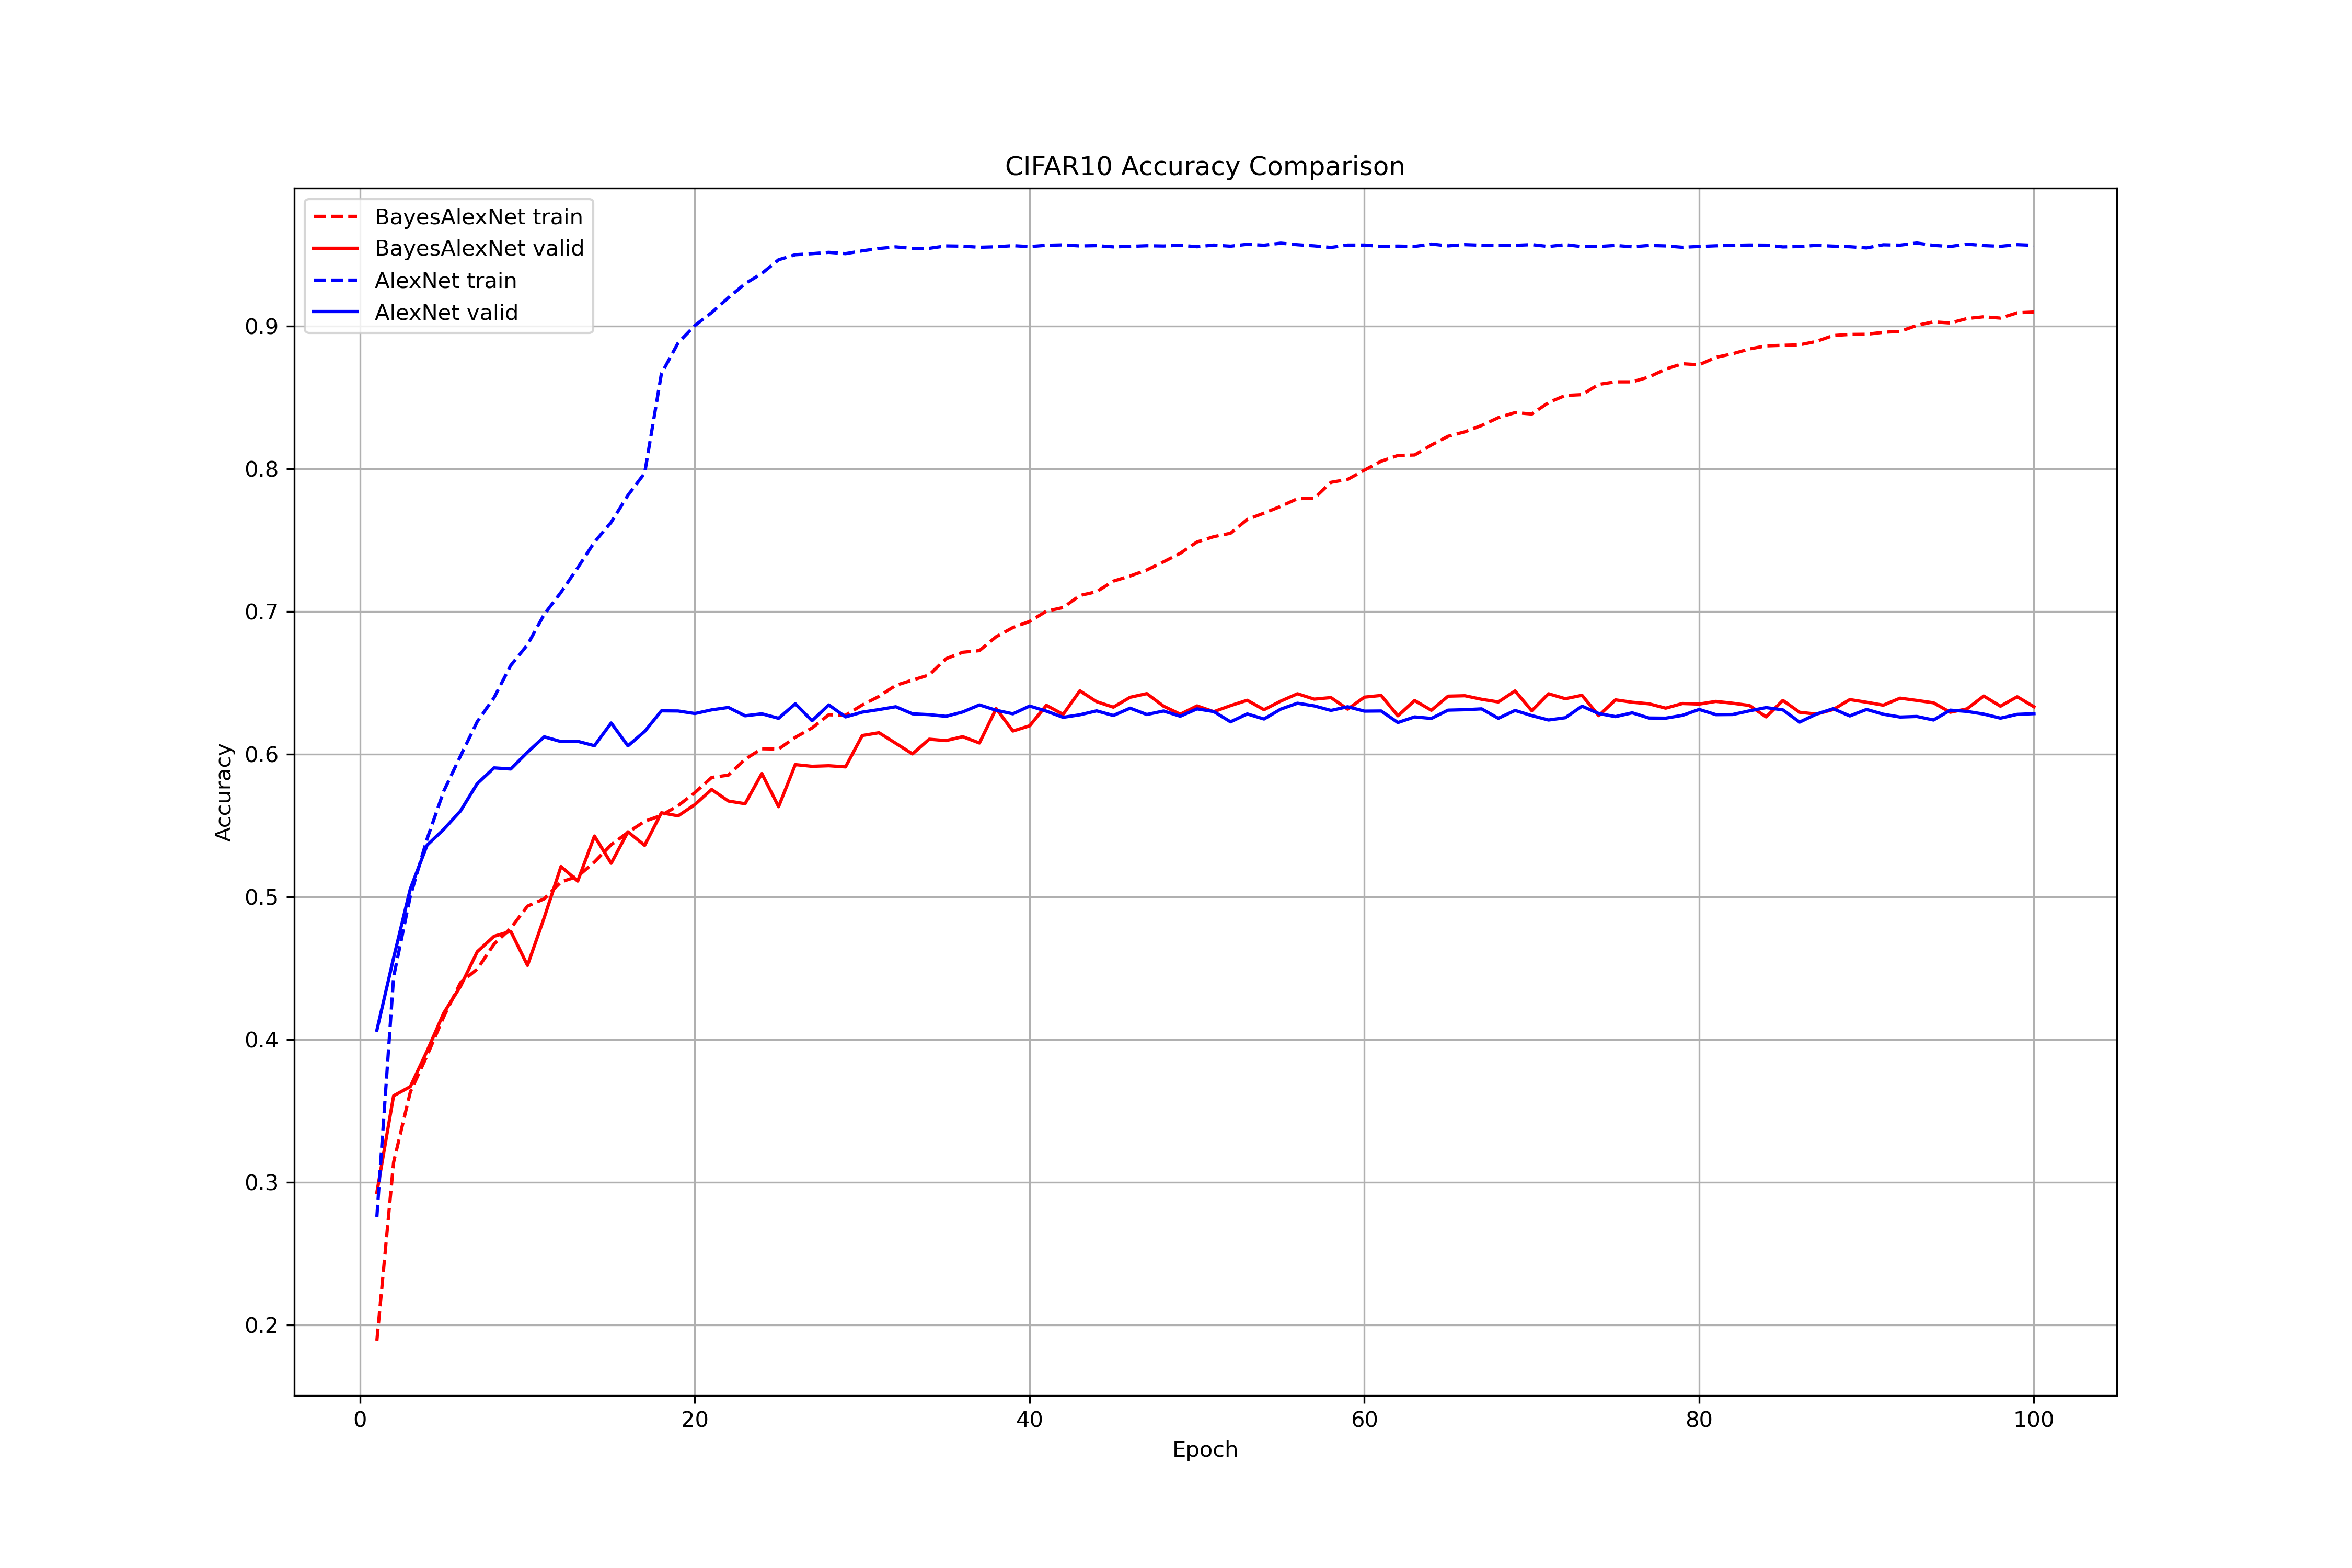 CIFAR10 Accuracy Comparison
BayesAlexNet train
BayesAlexNet valid
AlexNet train
AlexNet valid
0.9
0.8
0.7
0.6
0.5
0.4
0.3
0.2
Accuracy
0 20 40 60 80 100
Epoch